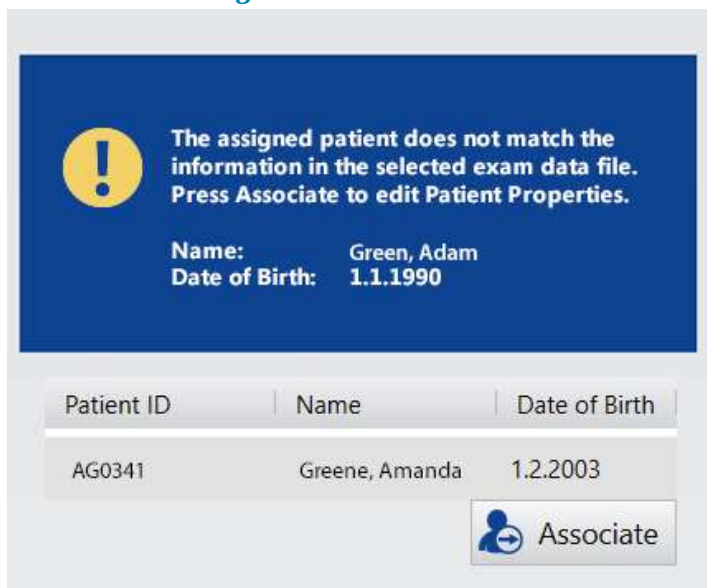 The assigned patient does not match the
information in the selected exam data file.
Press Associate to edit Patient Properties.
Name: Green, Adam
Date of Birth: 1.1.1990
Patient ID Name Date of Birth
AG0341 Greene, Amanda 1.2.2003
Associate